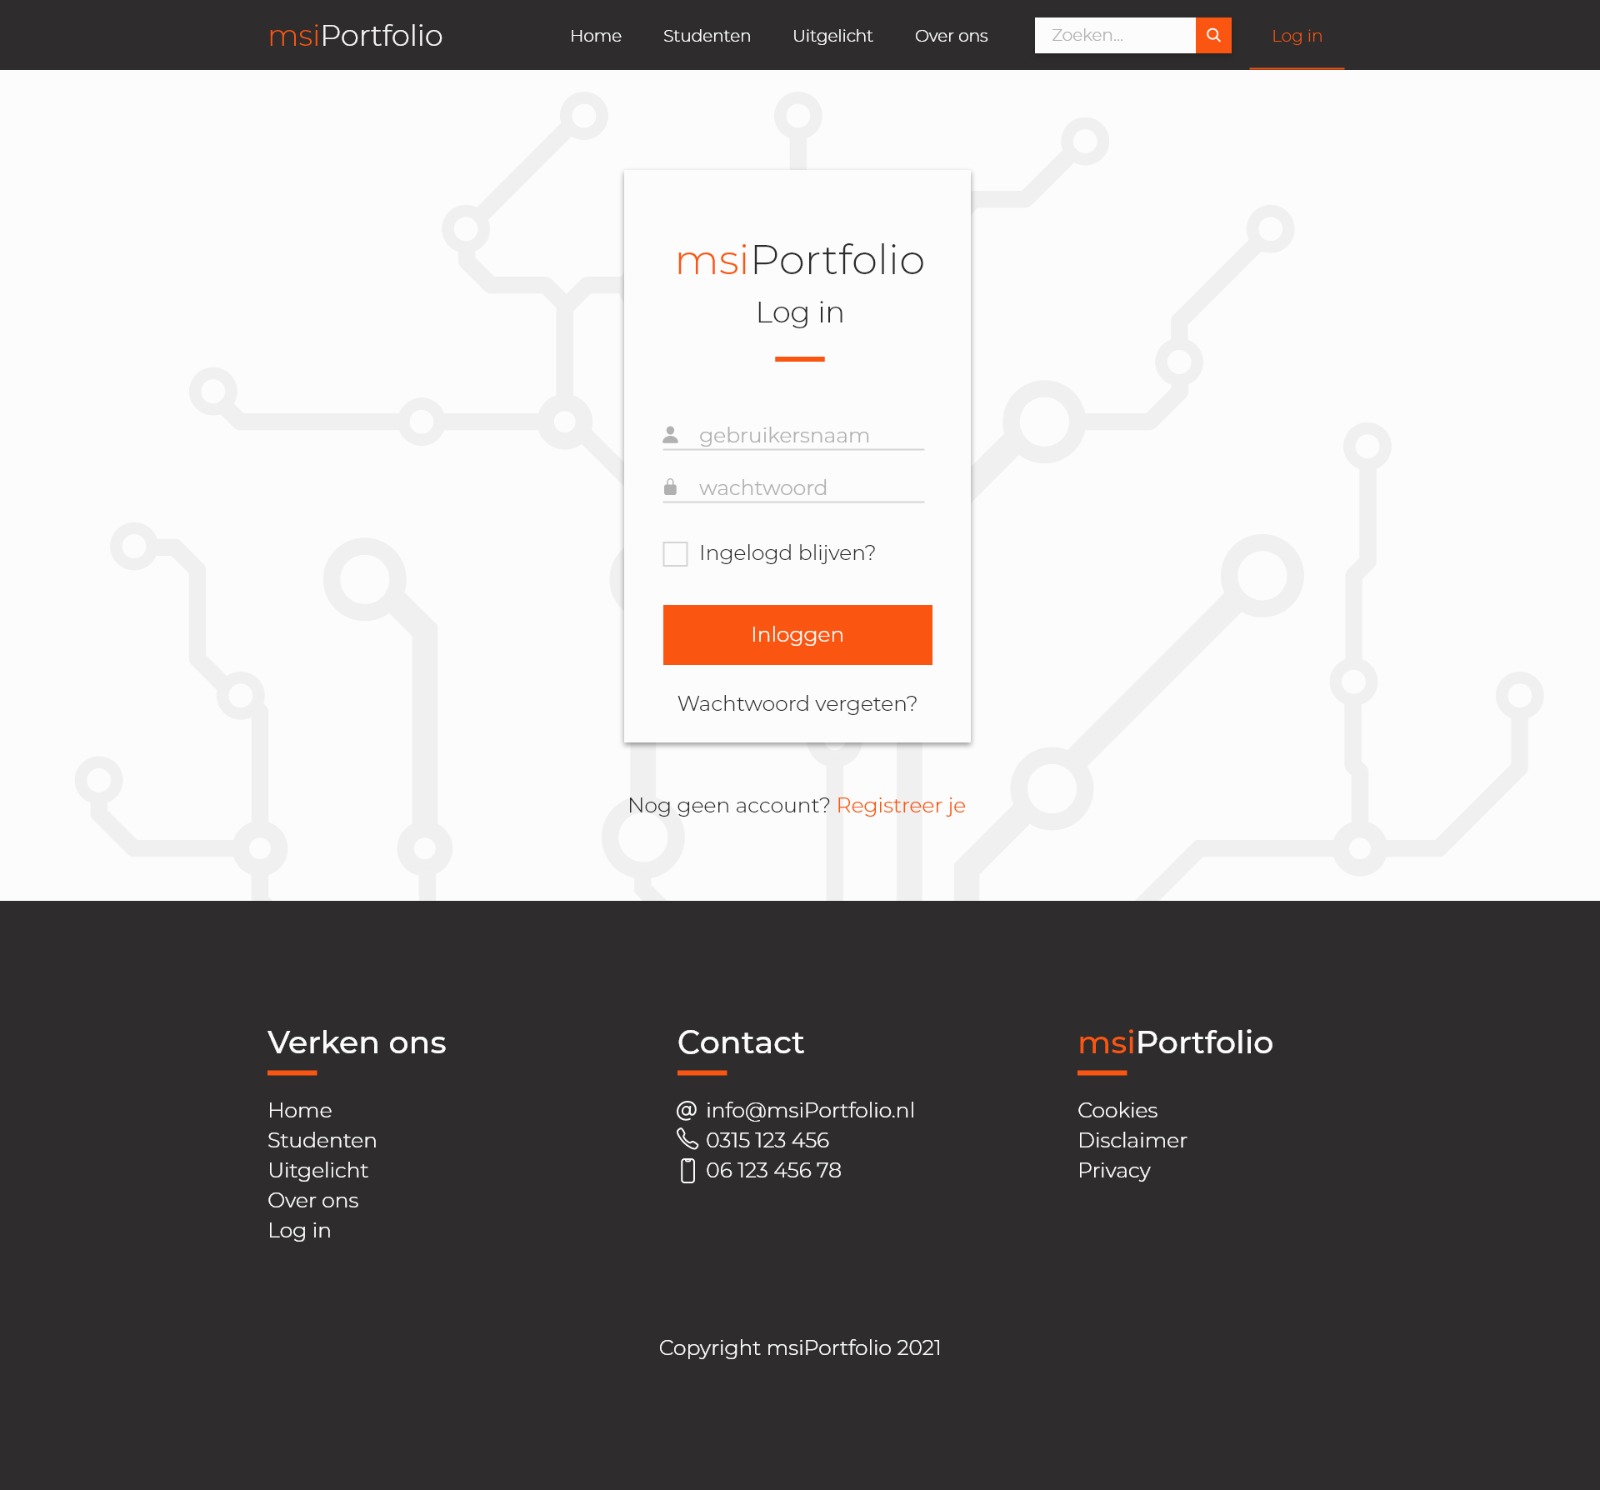 msiPortfolio
Home
Studenten
Uitgelicht
Over ons
Zoeken...
Log in
msiPortfolio
Log in
gebruikersnaam
wachtwoord
Ingelogd blijven?
Inloggen
Wachtwoord vergeten?
Nog geen account? Registreer je
Verken ons
Home
Studenten
Uitgelicht
Over ons
Log in
Contact
@ info@msiPortfolio.nl
0315 123 456
06 123 456 78
msiPortfolio
Cookies
Disclaimer
Privacy
Copyright msiPortfolio 2021